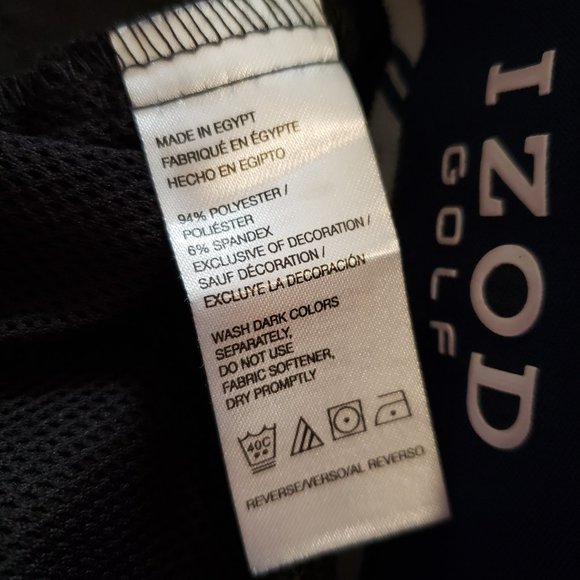 MADE IN EGYPT
FABRIQUÉ EN ÉGYPTE
HECHO EN EGIPTO
94% POLYESTER /
POLIÉSTER
6% SPANDEX
EXCLUSIVE OF DECORATION /
SAUF DÉCORATION /
EXCLUYE LA DECORACIÓN
WASH DARK COLORS
SEPARATELY,
DO NOT USE
FABRIC SOFTENER,
DRY PROMPTLY
40C
REVERSE/VERSO/AL REVERSO
IZOD
GOLF